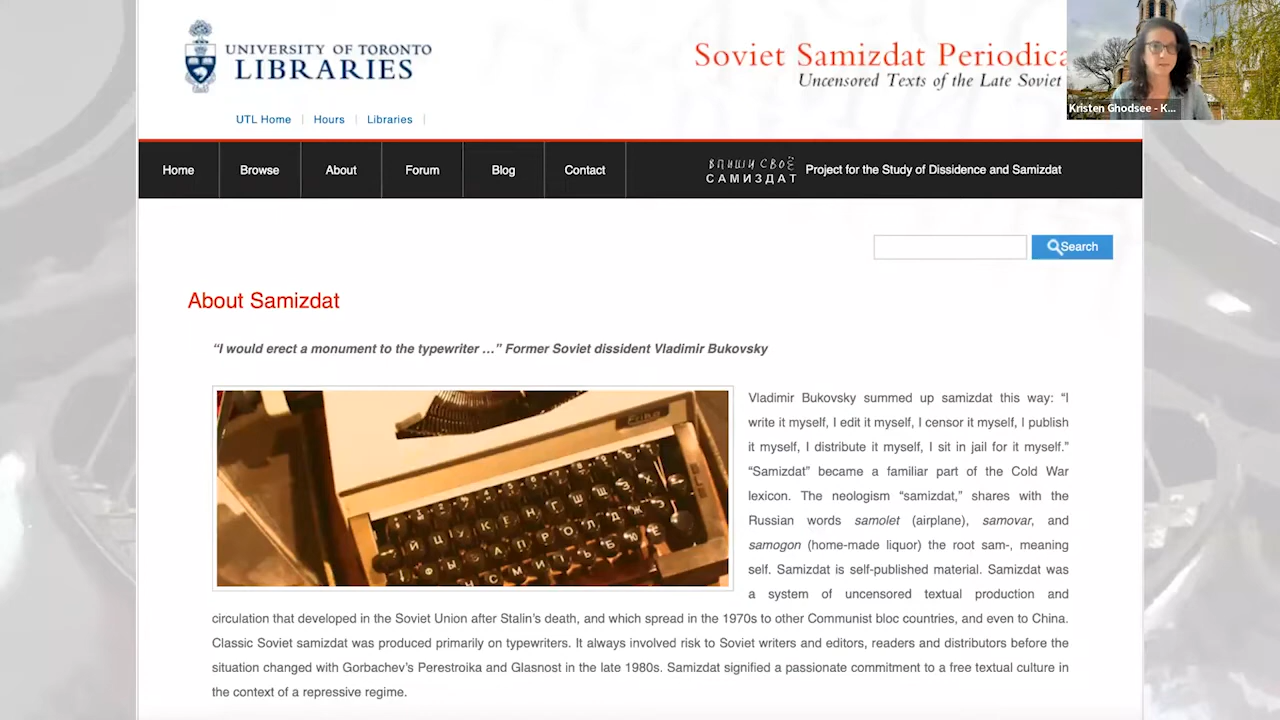 UNIVERSITY OF TORONTO
LIBRARIES
Soviet Samizdat Periodica
Uncensored Texts of the Late Soviet
Kristen Ghodsee - K...
UTL Home | Hours | Libraries |
Home Browse About Forum Blog Contact
ВПИШИ СВОЁ
САМИЗДАТ
Project for the Study of Dissidence and Samizdat
Search
About Samizdat
“I would erect a monument to the typewriter ...” Former Soviet dissident Vladimir Bukovsky
Vladimir Bukovsky summed up samizdat this way: “I
write it myself, I edit it myself, I censor it myself, I publish
it myself, I distribute it myself, I sit in jail for it myself.”
“Samizdat” became a familiar part of the Cold War
lexicon. The neologism “samizdat,” shares with the
Russian words samolet (airplane), samovar, and
samogon (home-made liquor) the root sam-, meaning
self. Samizdat is self-published material. Samizdat was
a system of uncensored textual production and
circulation that developed in the Soviet Union after Stalin’s death, and which spread in the 1970s to other Communist bloc countries, and even to China.
Classic Soviet samizdat was produced primarily on typewriters. It always involved risk to Soviet writers and editors, readers and distributors before the
situation changed with Gorbachev’s Perestroika and Glasnost in the late 1980s. Samizdat signified a passionate commitment to a free textual culture in
the context of a repressive regime.
Й Ц У К Е Н Г Ш Щ З Х
Ф Ы В А П Р О Л Д Ж Э
Ч С М И Т Ь Б Ю Ё